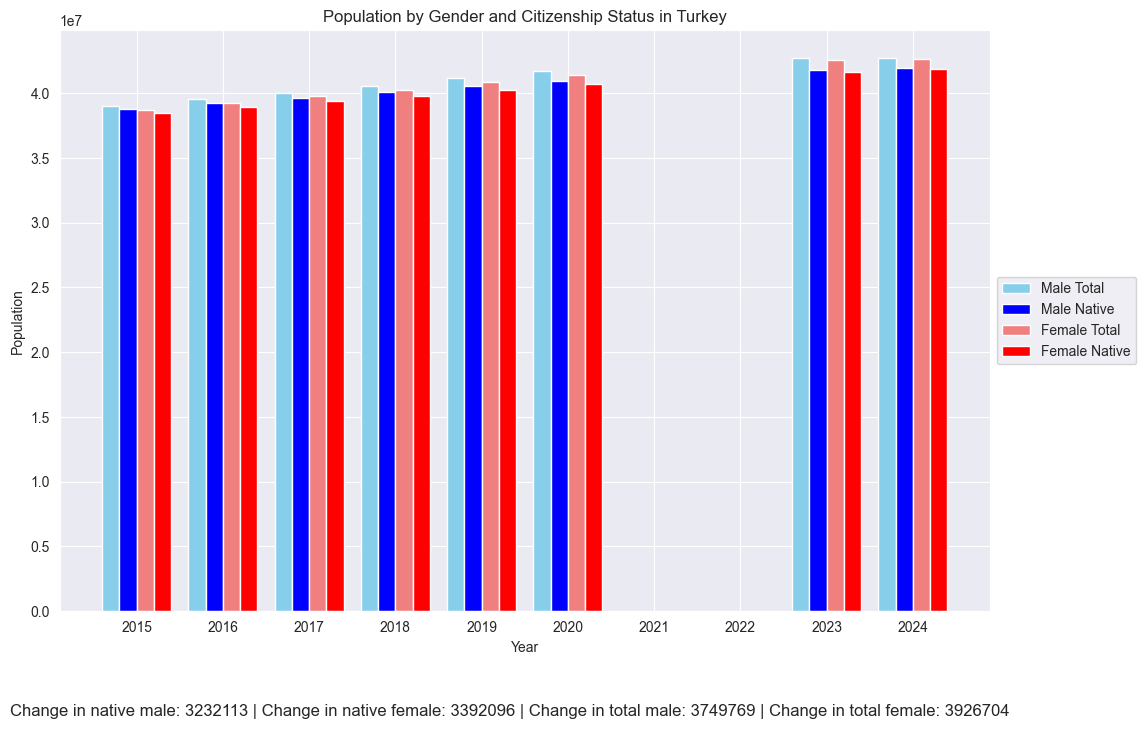 Population by Gender and Citizenship Status in Turkey
1e7
4.0
3.5
3.0
2.5
2.0
1.5
1.0
0.5
0.0
Population
2015 2016 2017 2018 2019 2020 2021 2022 2023 2024
Year
Male Total
Male Native
Female Total
Female Native
Change in native male: 3232113 | Change in native female: 3392096 | Change in total male: 3749769 | Change in total female: 3926704